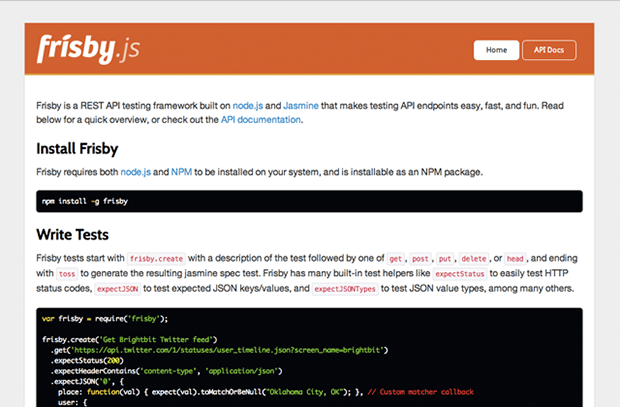 frisby.js
Home
API Docs
Frisby is a REST API testing framework built on node.js and Jasmine that makes testing API endpoints easy, fast, and fun. Read
below for a quick overview, or check out the API documentation.
Install Frisby
Frisby requires both node.js and NPM to be installed on your system, and is installable as an NPM package.
npm install -g frisby
Write Tests
Frisby tests start with frisby.create with a description of the test followed by one of get, post, put, delete, or head, and ending
with toss to generate the resulting jasmine spec test. Frisby has many built-in test helpers like expectStatus to easily test HTTP
status codes, expectJSON to test expected JSON keys/values, and expectJSONTypes to test JSON value types, among many others.
var frisby = require('frisby');
frisby.create('Get Brightbit Twitter feed')
.get('https://api.twitter.com/1/statuses/user_timeline.json?screen_name=brightbit')
.expectStatus(200)
.expectHeaderContains('content-type', 'application/json')
.expectJSON('0', {
place: function(val) { expect(val).toMatchOrBeNull("Oklahoma City, OK"); }, // Custom matcher callback
user: {